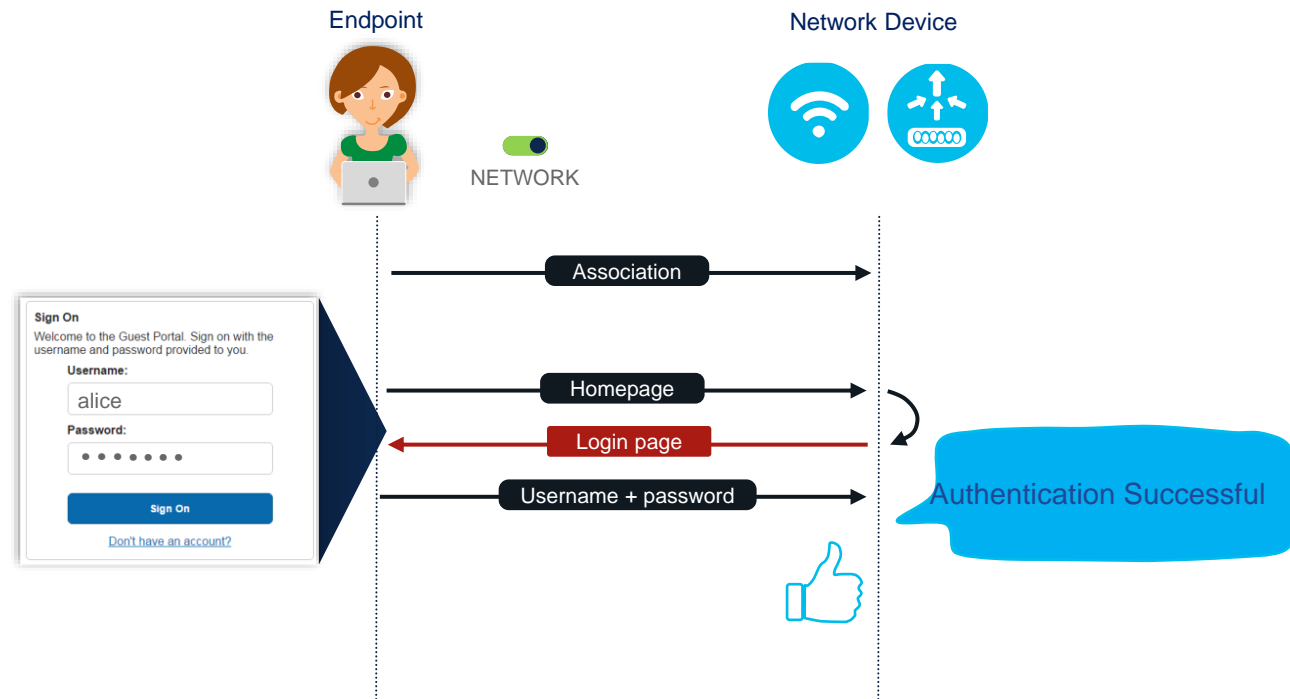 Endpoint
Network Device
NETWORK
Association
Sign On
Welcome to the Guest Portal. Sign on with the
username and password provided to you.
Username:
alice
Password:
• • • • • • •
Sign On
Don't have an account?
Homepage
Login page
Username + password
Authentication Successful